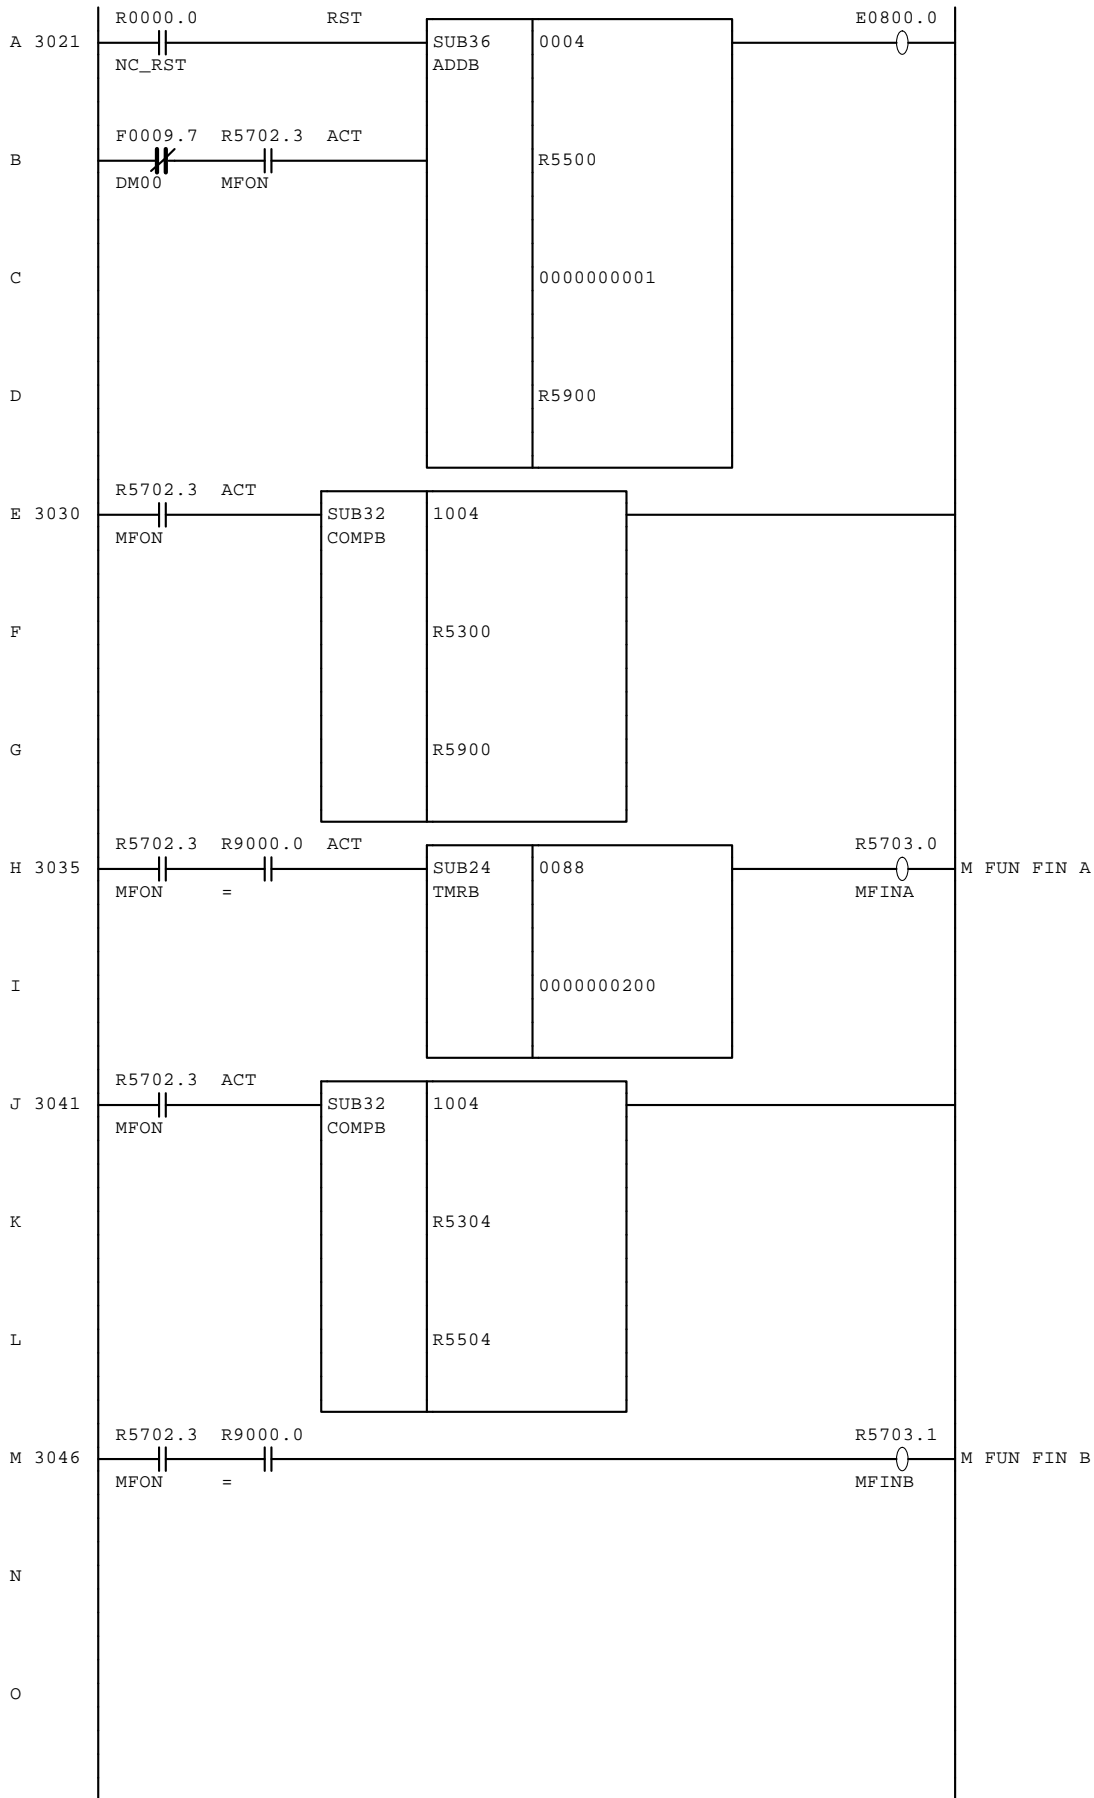 R0000.0 RST E0800.0
A 3021 SUB36 0004
NC_RST ADDB
F0009.7 R5702.3 ACT
B R5500
DM00 MFON
C 0000000001
D R5900
R5702.3 ACT
E 3030 SUB32 1004
MFON COMPB
F R5300
G R5900
R5702.3 R9000.0 ACT R5703.0
H 3035 SUB24 0088 M FUN FIN A
MFON = TMRB MFINA
I 0000000200
R5702.3 ACT
J 3041 SUB32 1004
MFON COMPB
K R5304
L R5504
R5702.3 R9000.0 R5703.1
M 3046 M FUN FIN B
MFON = MFINB
N
O